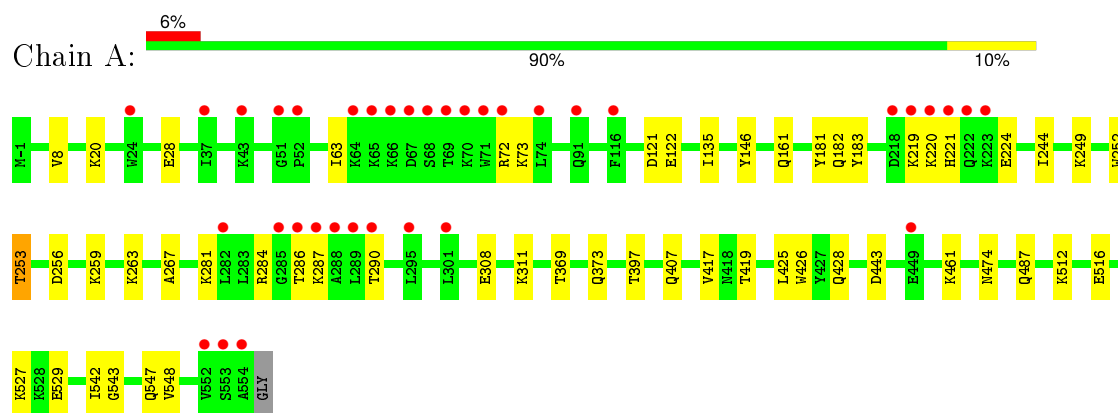 6%
Chain A:
90% 10%
M-1 V8 K20 W24 E28 I37 K43 G51 P52 I63 K64 K65 K66 D67 S68 T69 K70 W71 R72 K73 L74 Q91 F116 D121 E122 I135 Y146 Q161 Y181 Q182 Y183 D218 K219 K220 H221 Q222 K223 E224 I244 K249 W252
T253 D256 K259 K263 A267 K281 L282 L283 R284 G285 T286 K287 A288 L289 T290 L295 L301 E308 K311 T369 Q373 T397 Q407 V417 N418 T419 L425 W426 Y427 Q428 D443 E449 K461 N474 Q487 K512 E516
K527 K528 E529 I542 G543 Q547 V548 V552 S553 A554 GLY